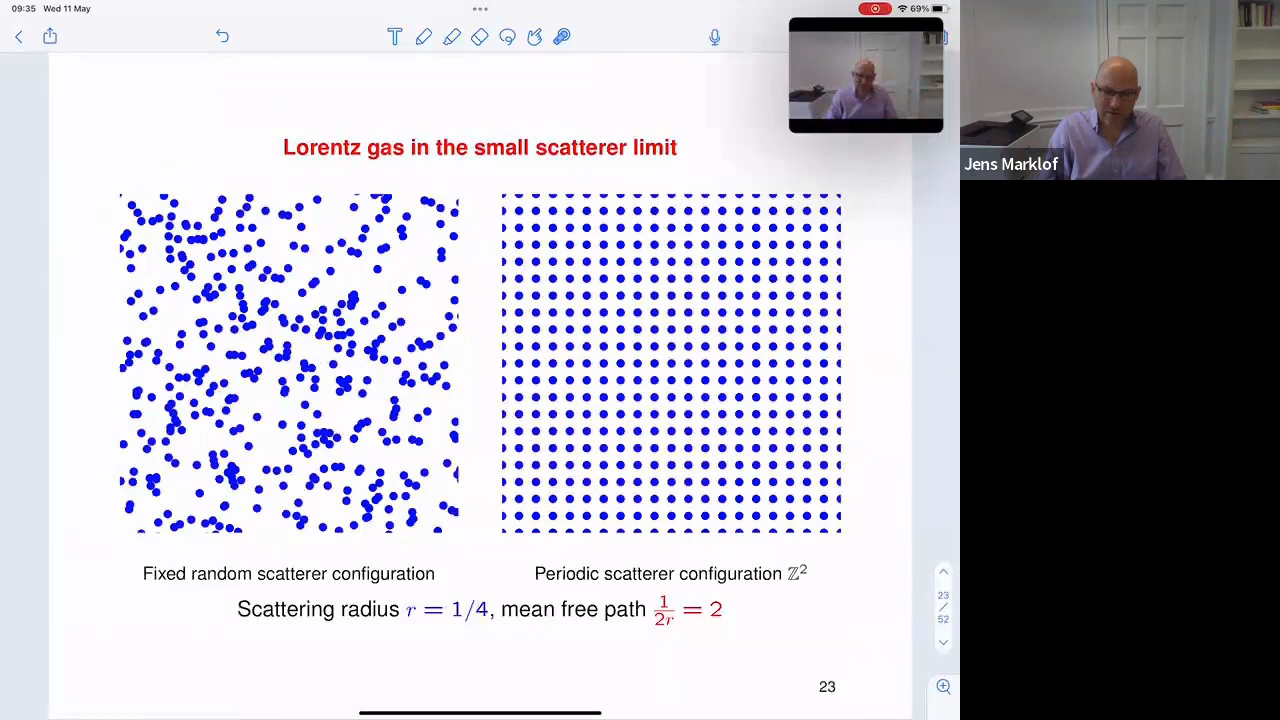 09:35 Wed 11 May
69%
Jens Marklof
Lorentz gas in the small scatterer limit
Fixed random scatterer configuration
Periodic scatterer configuration ℤ²
Scattering radius r = 1/4, mean free path 1/2r = 2
23
/
52
23